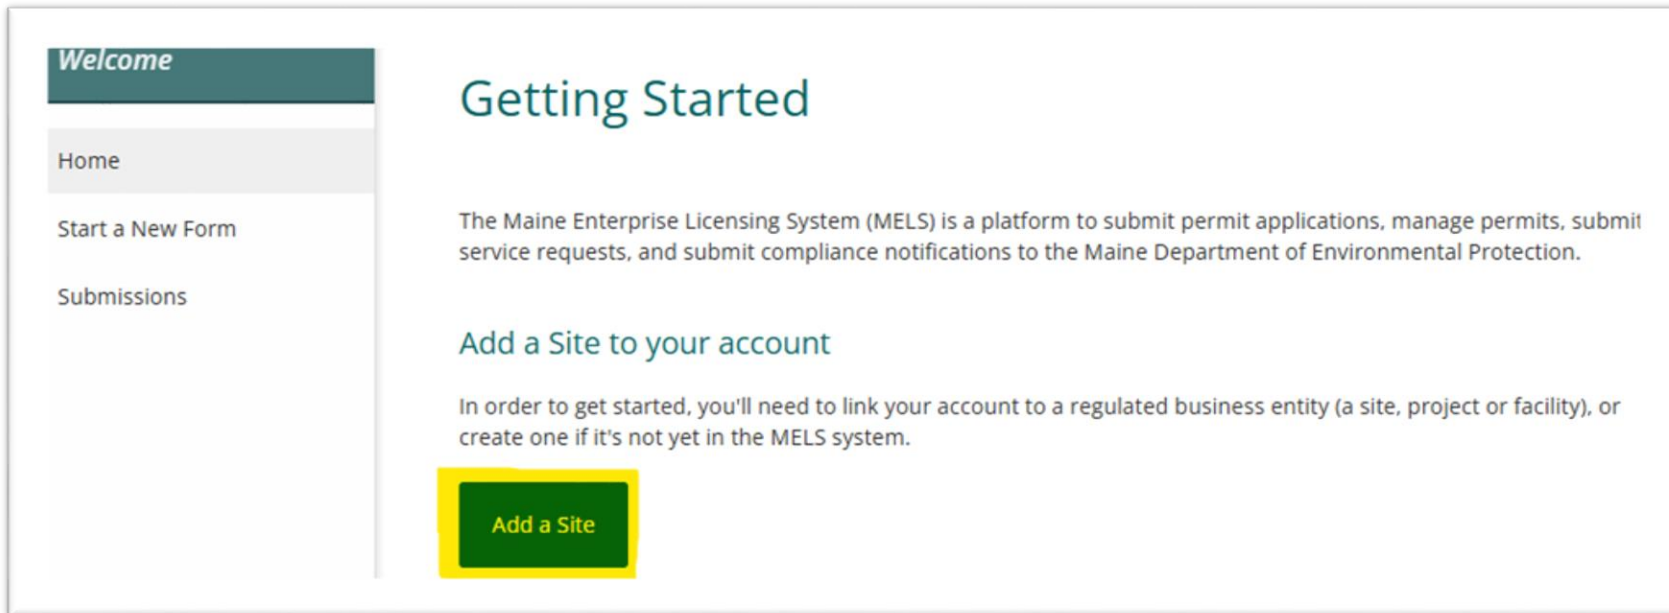 Welcome
Home
Start a New Form
Submissions
Getting Started
The Maine Enterprise Licensing System (MELS) is a platform to submit permit applications, manage permits, submit
service requests, and submit compliance notifications to the Maine Department of Environmental Protection.
Add a Site to your account
In order to get started, you'll need to link your account to a regulated business entity (a site, project or facility), or
create one if it's not yet in the MELS system.
Add a Site